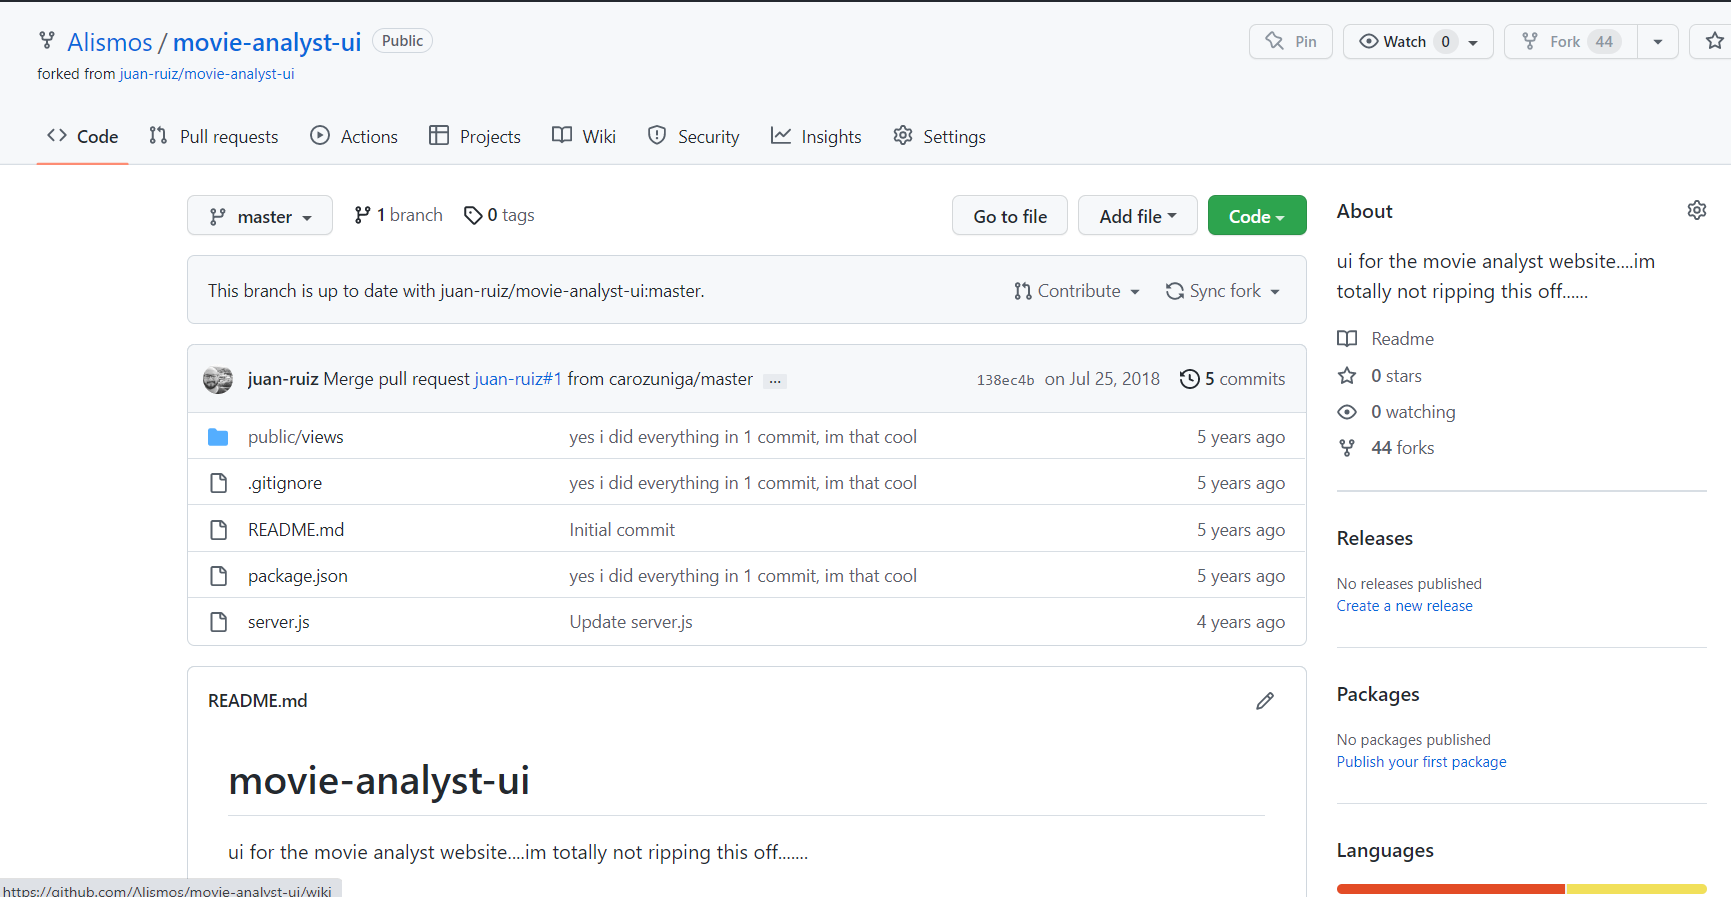 Alismos / movie-analyst-ui Public
Pin Watch 0 Fork 44
forked from juan-ruiz/movie-analyst-ui
Code Pull requests Actions Projects Wiki Security Insights Settings
master 1 branch 0 tags Go to file Add file Code
This branch is up to date with juan-ruiz/movie-analyst-ui:master. Contribute Sync fork
juan-ruiz Merge pull request juan-ruiz#1 from carozuniga/master ... 138ec4b on Jul 25, 2018 5 commits
public/views yes i did everything in 1 commit, im that cool 5 years ago
.gitignore yes i did everything in 1 commit, im that cool 5 years ago
README.md Initial commit 5 years ago
package.json yes i did everything in 1 commit, im that cool 5 years ago
server.js Update server.js 4 years ago
README.md
movie-analyst-ui
ui for the movie analyst website....im totally not ripping this off.......
About
ui for the movie analyst website....im
totally not ripping this off......
Readme
0 stars
0 watching
44 forks
Releases
No releases published
Create a new release
Packages
No packages published
Publish your first package
Languages
https://github.com/Alismos/movie-analyst-ui/wiki